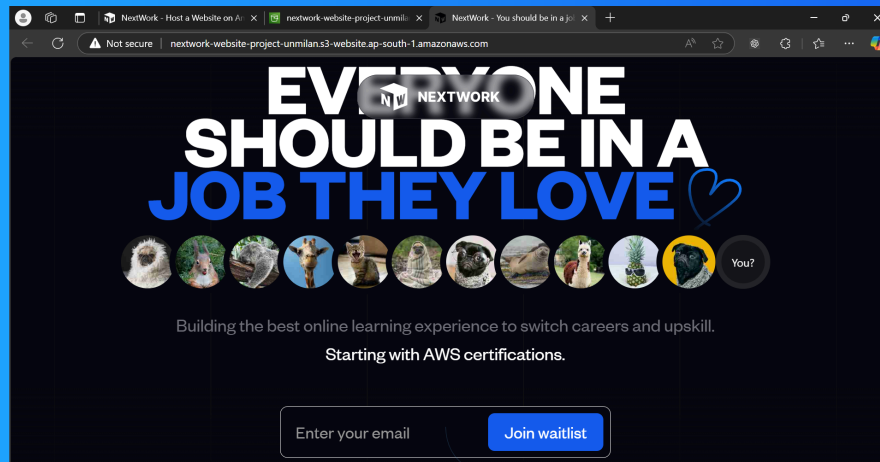 NextWork - Host a Website on Am
nextwork-website-project-unmila
NextWork - You should be in a jo
Not secure
nextwork-website-project-unmilan.s3-website.ap-south-1.amazonaws.com
NEXTWORK
EVERYONE
SHOULD BE IN A
JOB THEY LOVE
You?
Building the best online learning experience to switch careers and upskill.
Starting with AWS certifications.
Enter your email
Join waitlist